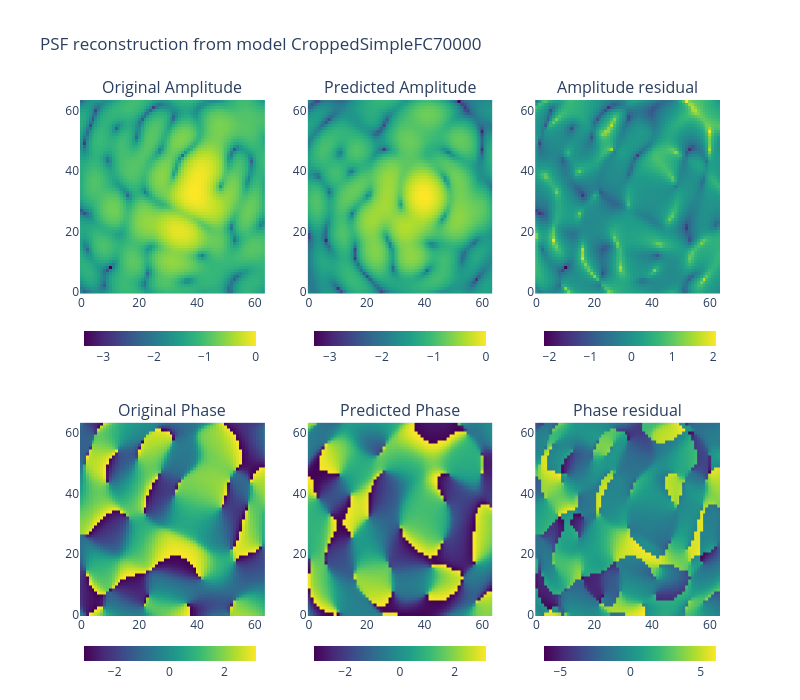 PSF reconstruction from model CroppedSimpleFC70000
Original Amplitude Predicted Amplitude Amplitude residual
60 60 60
40 40 40
20 20 20
0 0 0
0 20 40 60 0 20 40 60 0 20 40 60
−3 −2 −1 0 −3 −2 −1 0 −2 −1 0 1 2
Original Phase Predicted Phase Phase residual
60 60 60
40 40 40
20 20 20
0 0 0
0 20 40 60 0 20 40 60 0 20 40 60
−2 0 2 −2 0 2 −5 0 5